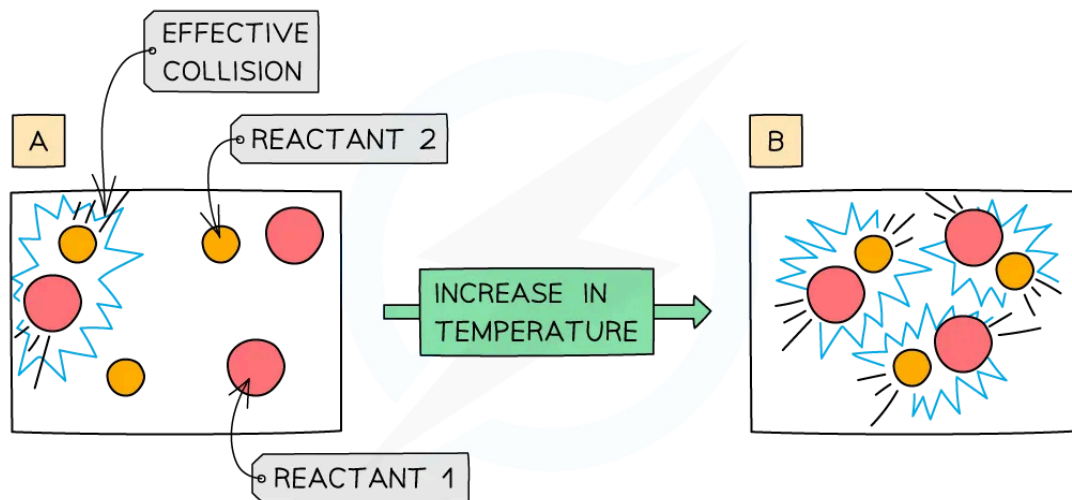 EFFECTIVE
COLLISION
A
REACTANT 2
B
INCREASE IN
TEMPERATURE
REACTANT 1